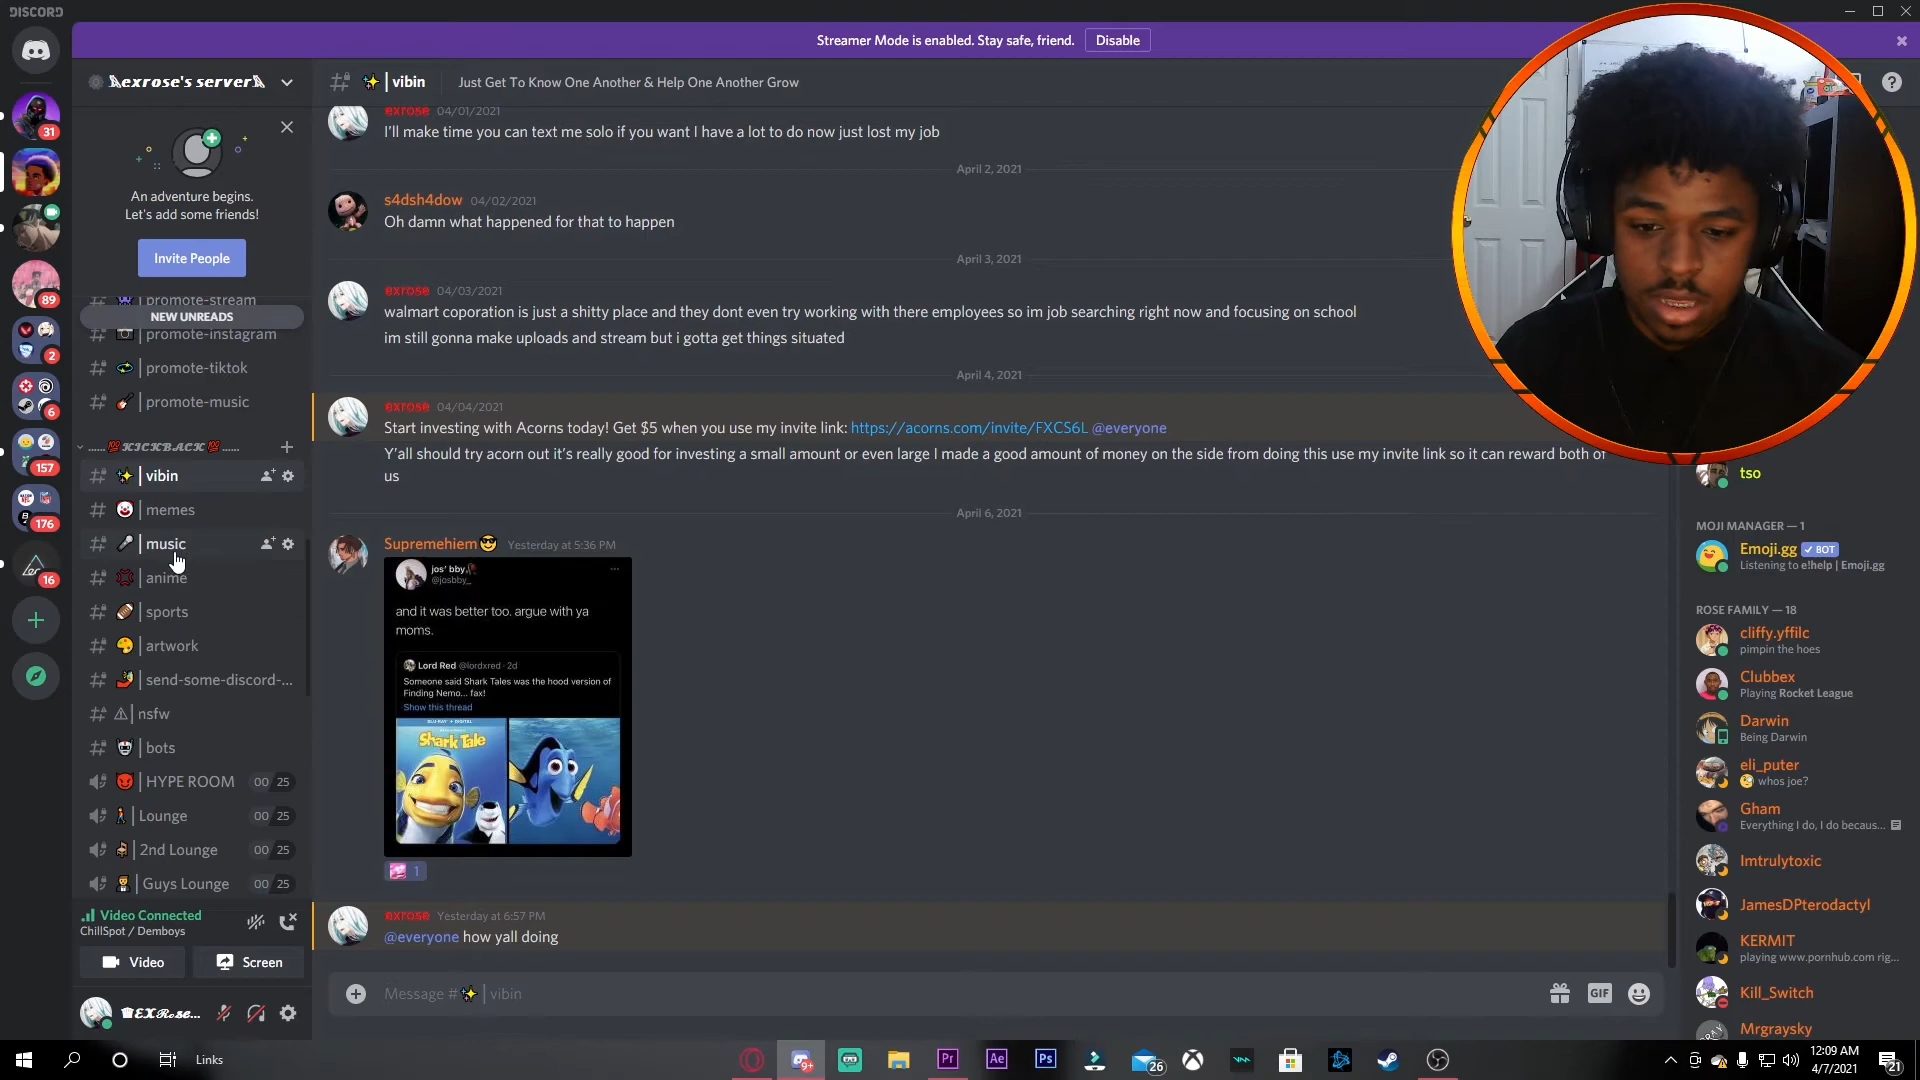 DISCORD
Streamer Mode is enabled. Stay safe, friend.
Disable
exrose's server
vibin
Just Get To Know One Another & Help One Another Grow
An adventure begins.
Let's add some friends!
Invite People
promote-stream
NEW UNREADS
promote-instagram
promote-tiktok
promote-music
......💯 KICKBACK 💯......
vibin
memes
music
anime
sports
artwork
send-some-discord-...
nsfw
bots
HYPE ROOM 00 25
Lounge 00 25
2nd Lounge 00 25
Guys Lounge 00 25
Video Connected
ChillSpot / Demboys
Video
Screen
EXRose...
31
89
2
6
157
176
16
exrose 04/01/2021
I'll make time you can text me solo if you want I have a lot to do now just lost my job
April 2, 2021
s4dsh4dow 04/02/2021
Oh damn what happened for that to happen
April 3, 2021
exrose 04/03/2021
walmart coporation is just a shitty place and they dont even try working with there employees so im job searching right now and focusing on school
im still gonna make uploads and stream but i gotta get things situated
April 4, 2021
exrose 04/04/2021
Start investing with Acorns today! Get $5 when you use my invite link: https://acorns.com/invite/FXCS6L @everyone
Y'all should try acorn out it's really good for investing a small amount or even large I made a good amount of money on the side from doing this use my invite link so it can reward both of
us
April 6, 2021
Supremehiem😎 Yesterday at 5:36 PM
jos' bby,
@josbby_
and it was better too. argue with ya
moms.
Lord Red @lordxred · 2d
Someone said Shark Tales was the hood version of
Finding Nemo... fax!
Show this thread
BLU-RAY + DIGITAL
Shark Tale
1
exrose Yesterday at 6:57 PM
@everyone how yall doing
Message #✨ | vibin
GIF
tso
MOJI MANAGER — 1
Emoji.gg ✓ BOT
Listening to e!help | Emoji.gg
ROSE FAMILY — 18
cliffy.yffilc
pimpin the hoes
Clubbex
Playing Rocket League
Darwin
Being Darwin
eli_puter
whos joe?
Gham
Everything I do, I do becaus...
Imtrulytoxic
JamesDPterodactyl
KERMIT
playing www.pornhub.com rig...
Kill_Switch
Mrgraysky
Links
9+
Pr
Ae
Ps
26
12:09 AM
4/7/2021
21